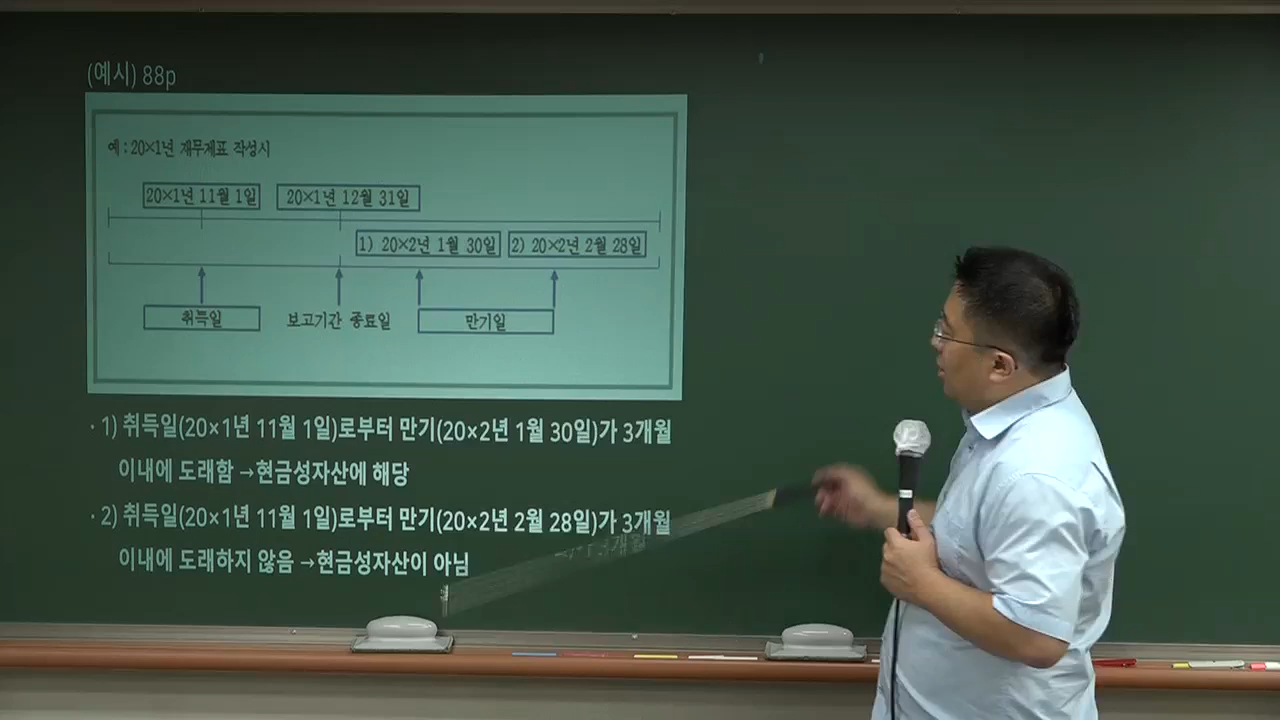 (예시) 88p
예 : 20×1년 재무제표 작성시
20×1년 11월 1일 20×1년 12월 31일
1) 20×2년 1월 30일 2) 20×2년 2월 28일
취득일 보고기간 종료일 만기일
· 1) 취득일(20×1년 11월 1일)로부터 만기(20×2년 1월 30일)가 3개월
이내에 도래함 →현금성자산에 해당
· 2) 취득일(20×1년 11월 1일)로부터 만기(20×2년 2월 28일)가 3개월
이내에 도래하지 않음 →현금성자산이 아님